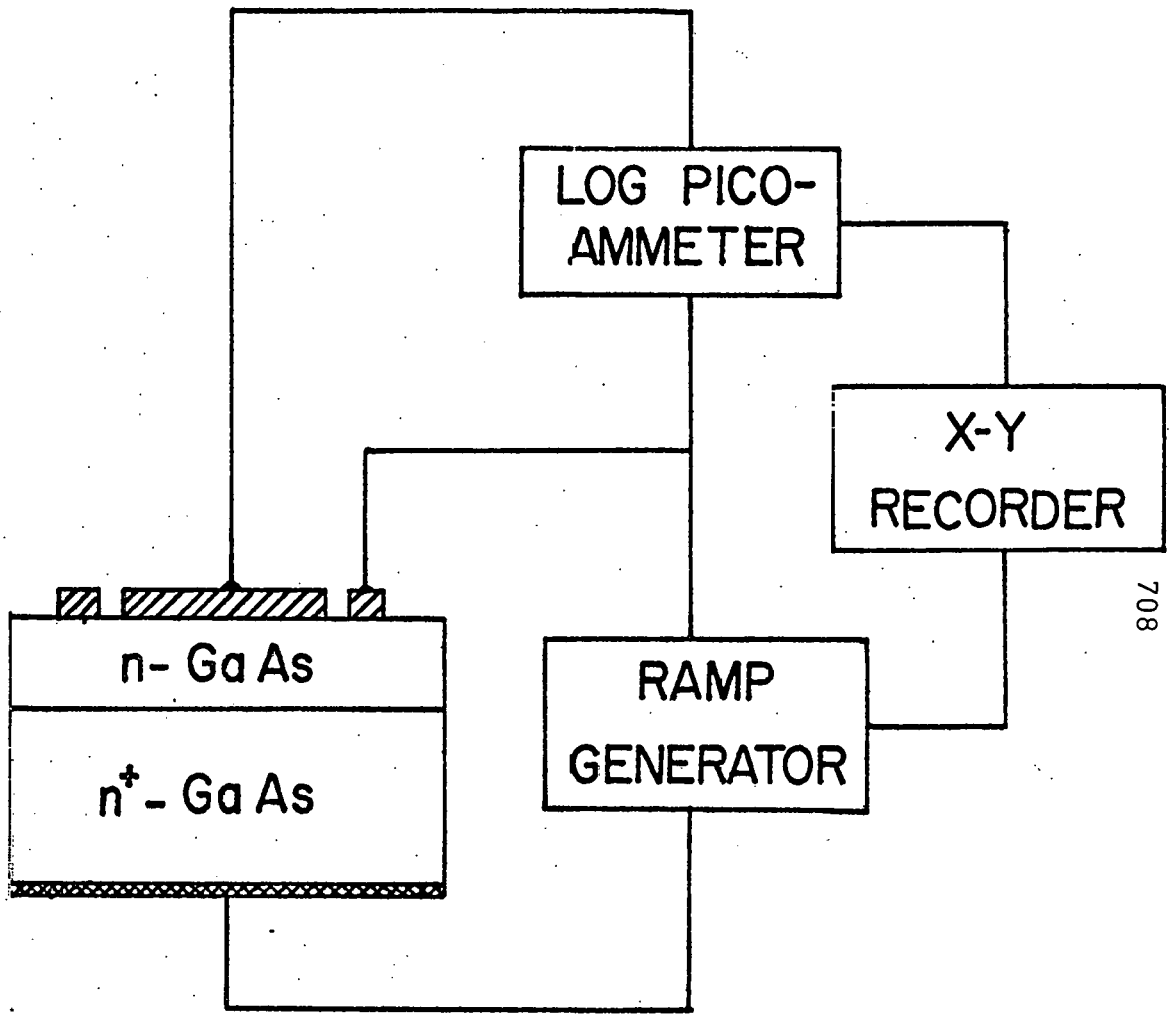 LOG PICO-
AMMETER
X-Y
RECORDER
n- Ga As
RAMP
GENERATOR
n⁺- Ga As
708